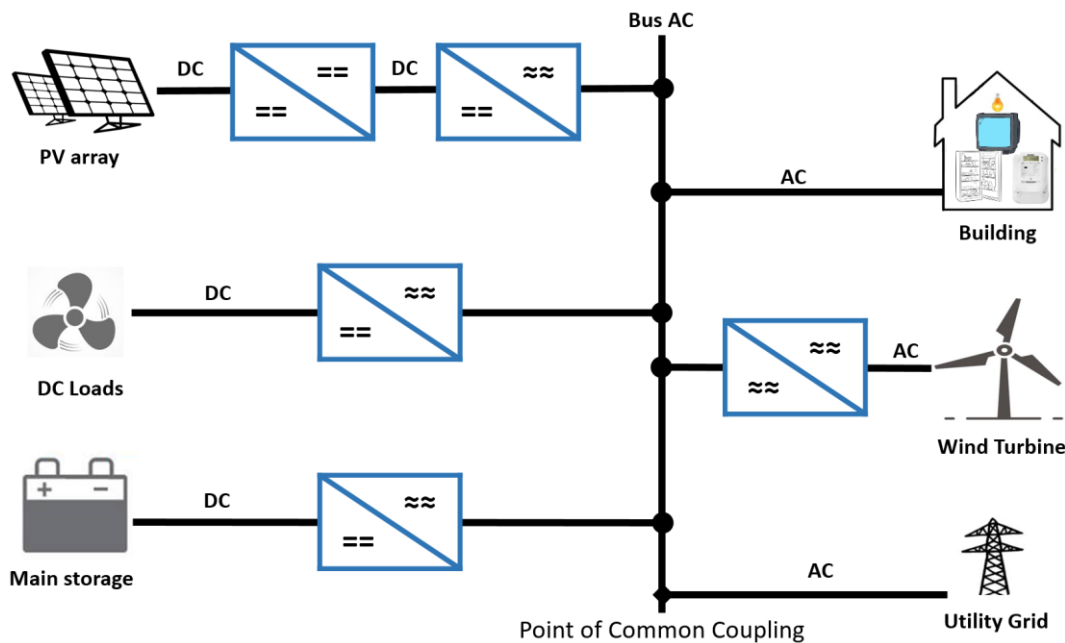 Bus AC
DC
==
==
DC
≈≈
==
PV array
AC
Building
DC
≈≈
==
DC Loads
≈≈
≈≈
AC
Wind Turbine
+ −
DC
≈≈
==
Main storage
AC
Utility Grid
Point of Common Coupling